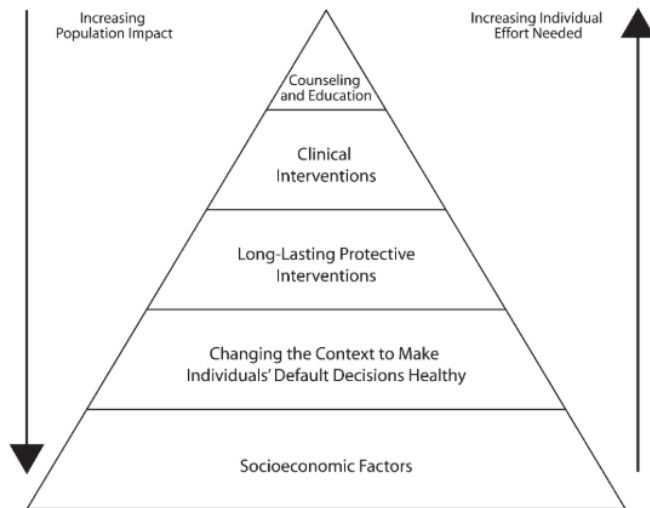 Increasing
Population Impact
Increasing Individual
Effort Needed
Counseling
and Education
Clinical
Interventions
Long-Lasting Protective
Interventions
Changing the Context to Make
Individuals' Default Decisions Healthy
Socioeconomic Factors